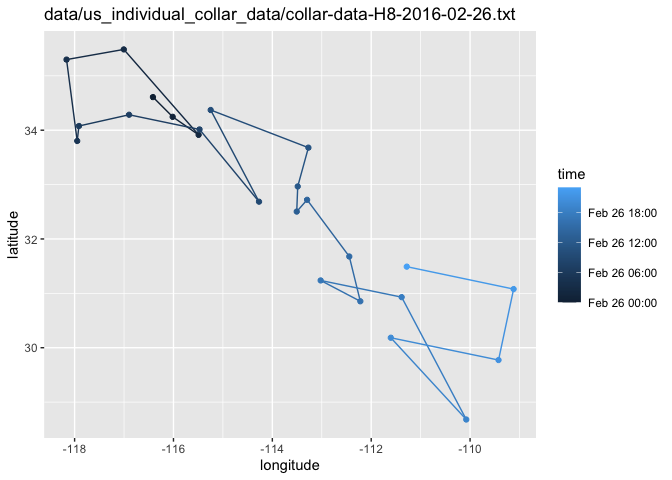 data/us_individual_collar_data/collar-data-H8-2016-02-26.txt
latitude
34
32
30
-118
-116
-114
-112
-110
longitude
time
Feb 26 18:00
Feb 26 12:00
Feb 26 06:00
Feb 26 00:00